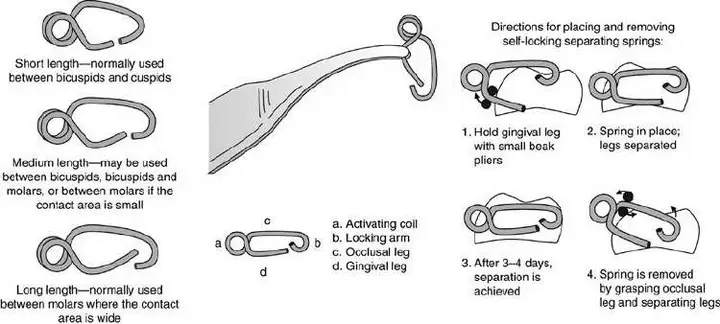 Short length—normally used
between bicuspids and cuspids
Medium length—may be used
between bicuspids, bicuspids and
molars, or between molars if the
contact area is small
Long length—normally used
between molars where the contact
area is wide
c
a
b
d
a. Activating coil
b. Locking arm
c. Occlusal leg
d. Gingival leg
Directions for placing and removing
self-locking separating springs:
1. Hold gingival leg
with small beak
pliers
2. Spring in place;
legs separated
3. After 3–4 days,
separation is
achieved
4. Spring is removed
by grasping occlusal
leg and separating legs